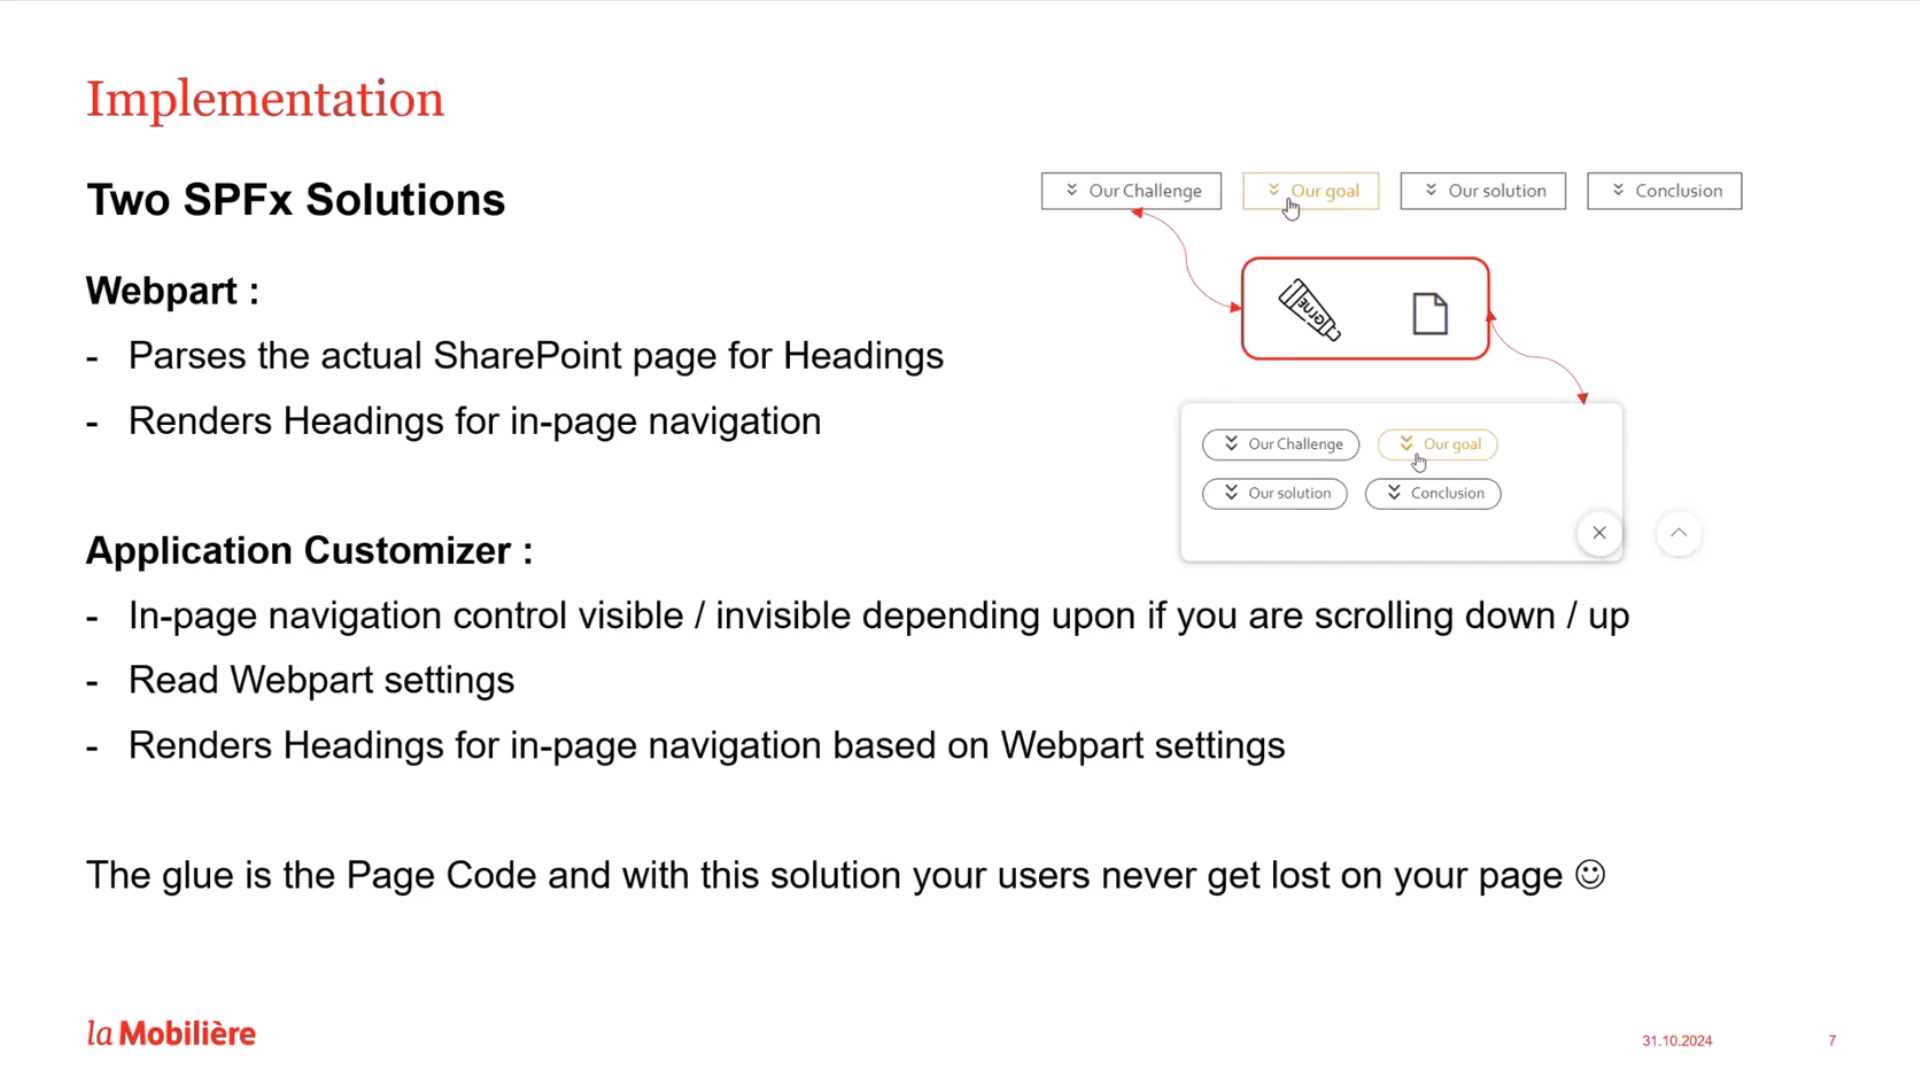 Implementation
Two SPFx Solutions
Webpart :
- Parses the actual SharePoint page for Headings
- Renders Headings for in-page navigation
Application Customizer :
- In-page navigation control visible / invisible depending upon if you are scrolling down / up
- Read Webpart settings
- Renders Headings for in-page navigation based on Webpart settings
The glue is the Page Code and with this solution your users never get lost on your page ☺
Our Challenge
Our goal
Our solution
Conclusion
Our Challenge
Our goal
Our solution
Conclusion
la Mobilière
31.10.2024
7